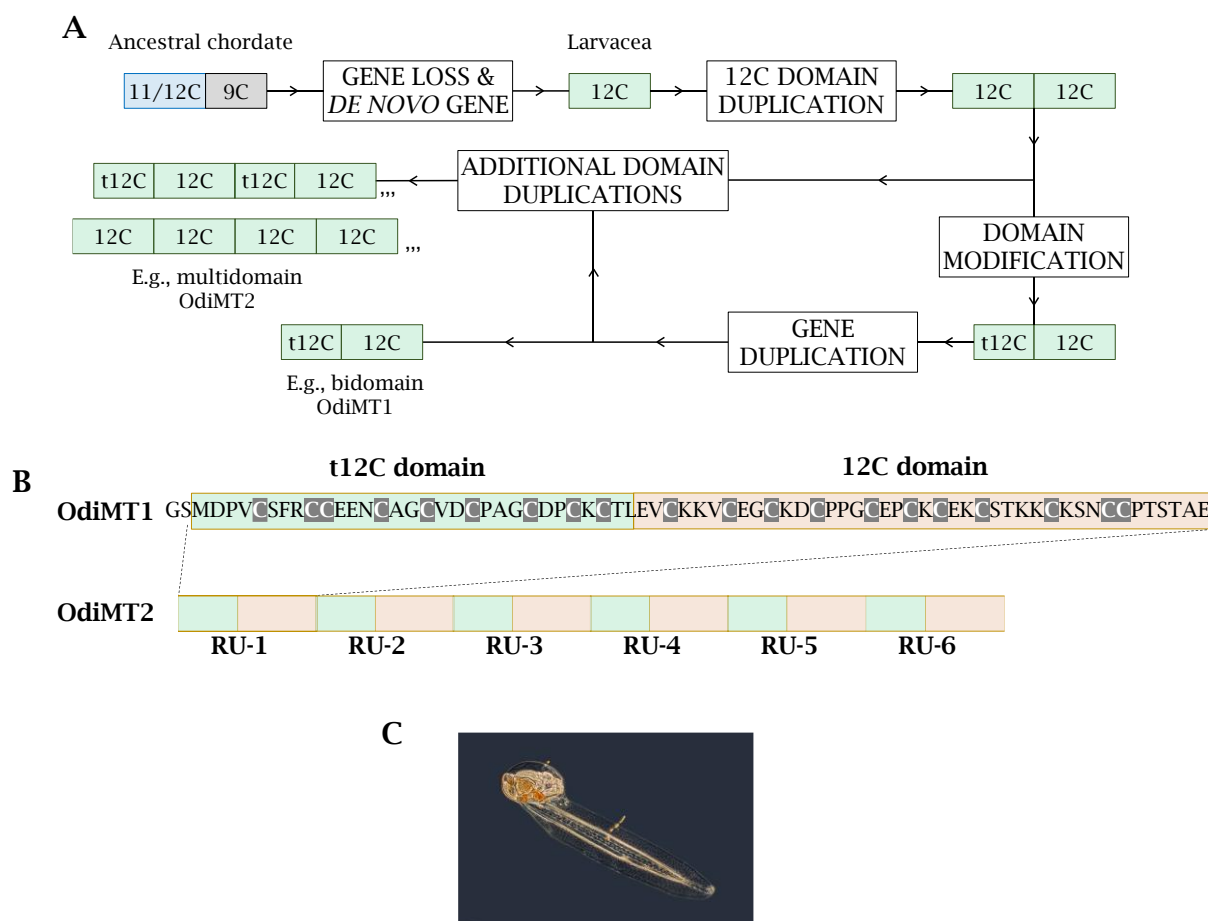 A
Ancestral chordate
Larvacea
11/12C 9C
GENE LOSS &
DE NOVO GENE
12C
12C DOMAIN
DUPLICATION
12C 12C
t12C 12C t12C 12C ,,,
ADDITIONAL DOMAIN
DUPLICATIONS
12C 12C 12C 12C ,,,
E.g., multidomain
OdiMT2
DOMAIN
MODIFICATION
t12C 12C
GENE
DUPLICATION
t12C 12C
E.g., bidomain
OdiMT1
B
t12C domain
12C domain
OdiMT1 GSMDPVCSFRCCEENCAGCVDCPAGCDPCKCTLEVCKKVCEGCKDCPPGCEPCKCEKCSTKKCKSNCCPTSTAE
OdiMT2
RU-1 RU-2 RU-3 RU-4 RU-5 RU-6
C